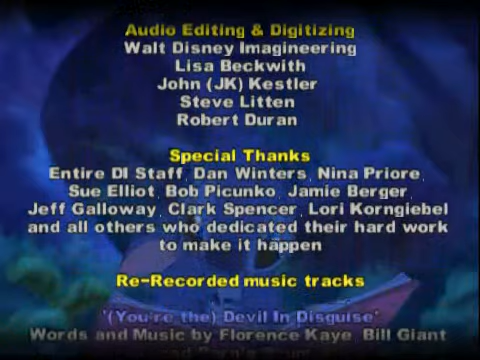 Audio Editing & Digitizing
Walt Disney Imagineering
Lisa Beckwith
John (JK) Kestler
Steve Litten
Robert Duran
Special Thanks
Entire DI Staff, Dan Winters, Nina Priore,
Sue Elliot, Bob Picunko, Jamie Berger,
Jeff Galloway, Clark Spencer, Lori Korngiebel
and all others who dedicated their hard work
to make it happen
Re-Recorded music tracks
'(You're the) Devil In Disguise'
Words and Music by Florence Kaye, Bill Giant